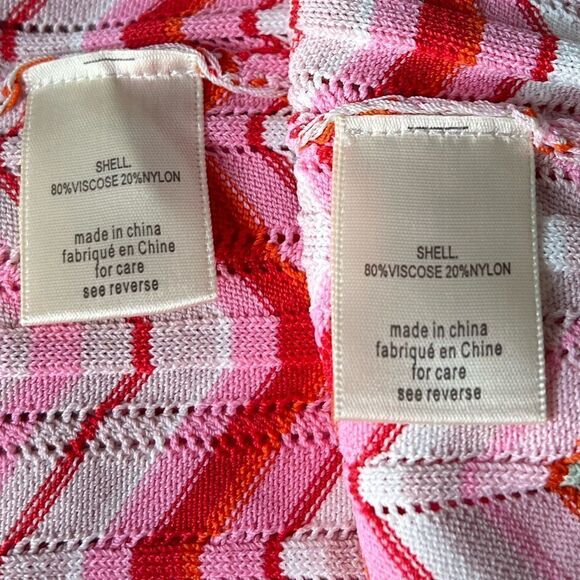 SHELL.
80%VISCOSE 20%NYLON
made in china
fabriqué en Chine
for care
see reverse
SHELL.
80%VISCOSE 20%NYLON
made in china
fabriqué en Chine
for care
see reverse